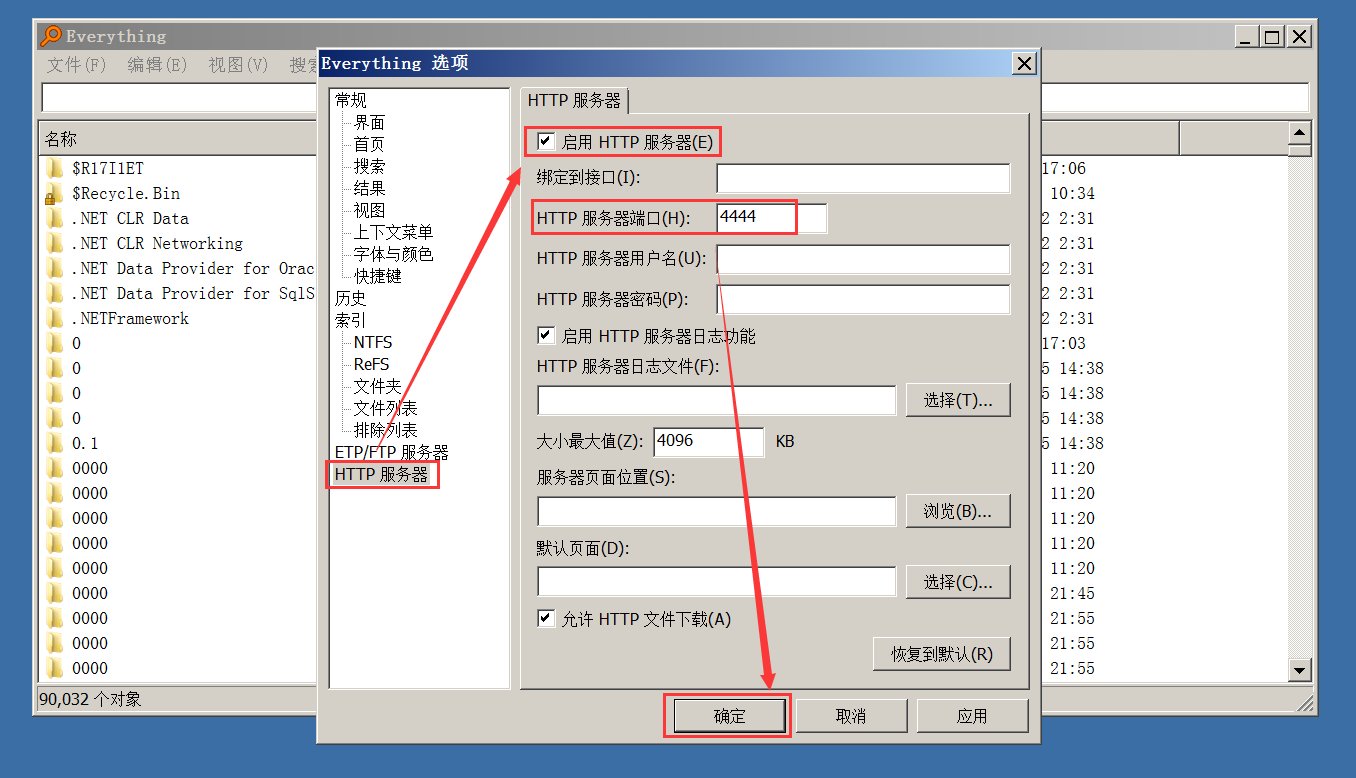 Everything
文件(F) 编辑(E) 视图(V) 搜索
名称
$R17I1ET
$Recycle.Bin
.NET CLR Data
.NET CLR Networking
.NET Data Provider for Orac
.NET Data Provider for SqlS
.NETFramework
0
0
0
0
0.1
0000
0000
0000
0000
0000
0000
0000
0000
0000
90,032 个对象
Everything 选项
常规
界面
首页
搜索
结果
视图
上下文菜单
字体与颜色
快捷键
历史
索引
NTFS
ReFS
文件夹
文件列表
排除列表
ETP/FTP 服务器
HTTP 服务器
HTTP 服务器
启用 HTTP 服务器(E)
绑定到接口(I):
HTTP 服务器端口(H): 4444
HTTP 服务器用户名(U):
HTTP 服务器密码(P):
启用 HTTP 服务器日志功能
HTTP 服务器日志文件(F):
选择(T)...
大小最大值(Z): 4096 KB
服务器页面位置(S):
浏览(B)...
默认页面(D):
选择(C)...
允许 HTTP 文件下载(A)
恢复到默认(R)
确定 取消 应用
17:06
10:34
2 2:31
2 2:31
2 2:31
2 2:31
2 2:31
17:03
5 14:38
5 14:38
5 14:38
5 14:38
11:20
11:20
11:20
11:20
11:20
21:45
21:55
21:55
21:55